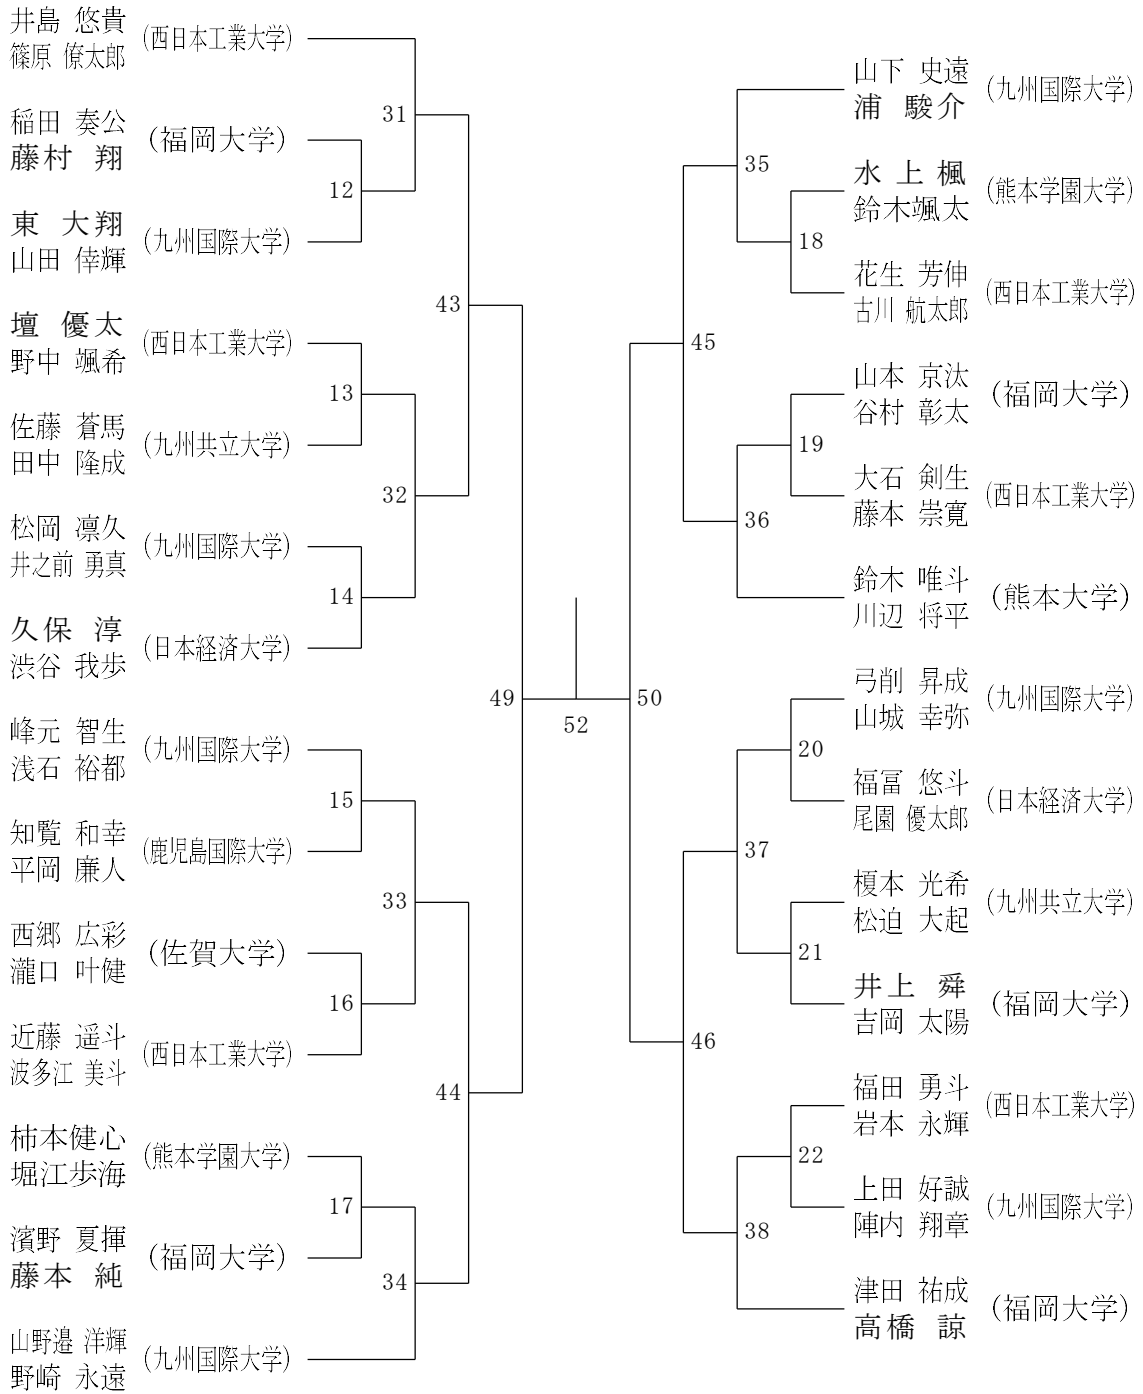 井島 悠貴
篠原 僚太郎
(西日本工業大学)
稲田 奏公
藤村 翔
(福岡大学)
東 大翔
山田 倖輝
(九州国際大学)
壇 優太
野中 颯希
(西日本工業大学)
佐藤 蒼馬
田中 隆成
(九州共立大学)
松岡 凛久
井之前 勇真
(九州国際大学)
久保 淳
渋谷 我歩
(日本経済大学)
峰元 智生
浅石 裕都
(九州国際大学)
知覧 和幸
平岡 廉人
(鹿児島国際大学)
西郷 広彩
瀧口 叶健
(佐賀大学)
近藤 遥斗
波多江 美斗
(西日本工業大学)
柿本健心
堀江歩海
(熊本学園大学)
濱野 夏揮
藤本 純
(福岡大学)
山野邉 洋輝
野崎 永遠
(九州国際大学)
12
13
14
15
16
17
31
32
33
34
43
44
49
52
50
45
46
35
36
37
38
18
19
20
21
22
山下 史遠
浦 駿介
(九州国際大学)
水上楓
鈴木颯太
(熊本学園大学)
花生 芳伸
古川 航太郎
(西日本工業大学)
山本 京汰
谷村 彰太
(福岡大学)
大石 剣生
藤本 崇寛
(西日本工業大学)
鈴木 唯斗
川辺 将平
(熊本大学)
弓削 昇成
山城 幸弥
(九州国際大学)
福冨 悠斗
尾園 優太郎
(日本経済大学)
榎本 光希
松迫 大起
(九州共立大学)
井上 舜
吉岡 太陽
(福岡大学)
福田 勇斗
岩本 永輝
(西日本工業大学)
上田 好誠
陣内 翔章
(九州国際大学)
津田 祐成
高橋 諒
(福岡大学)